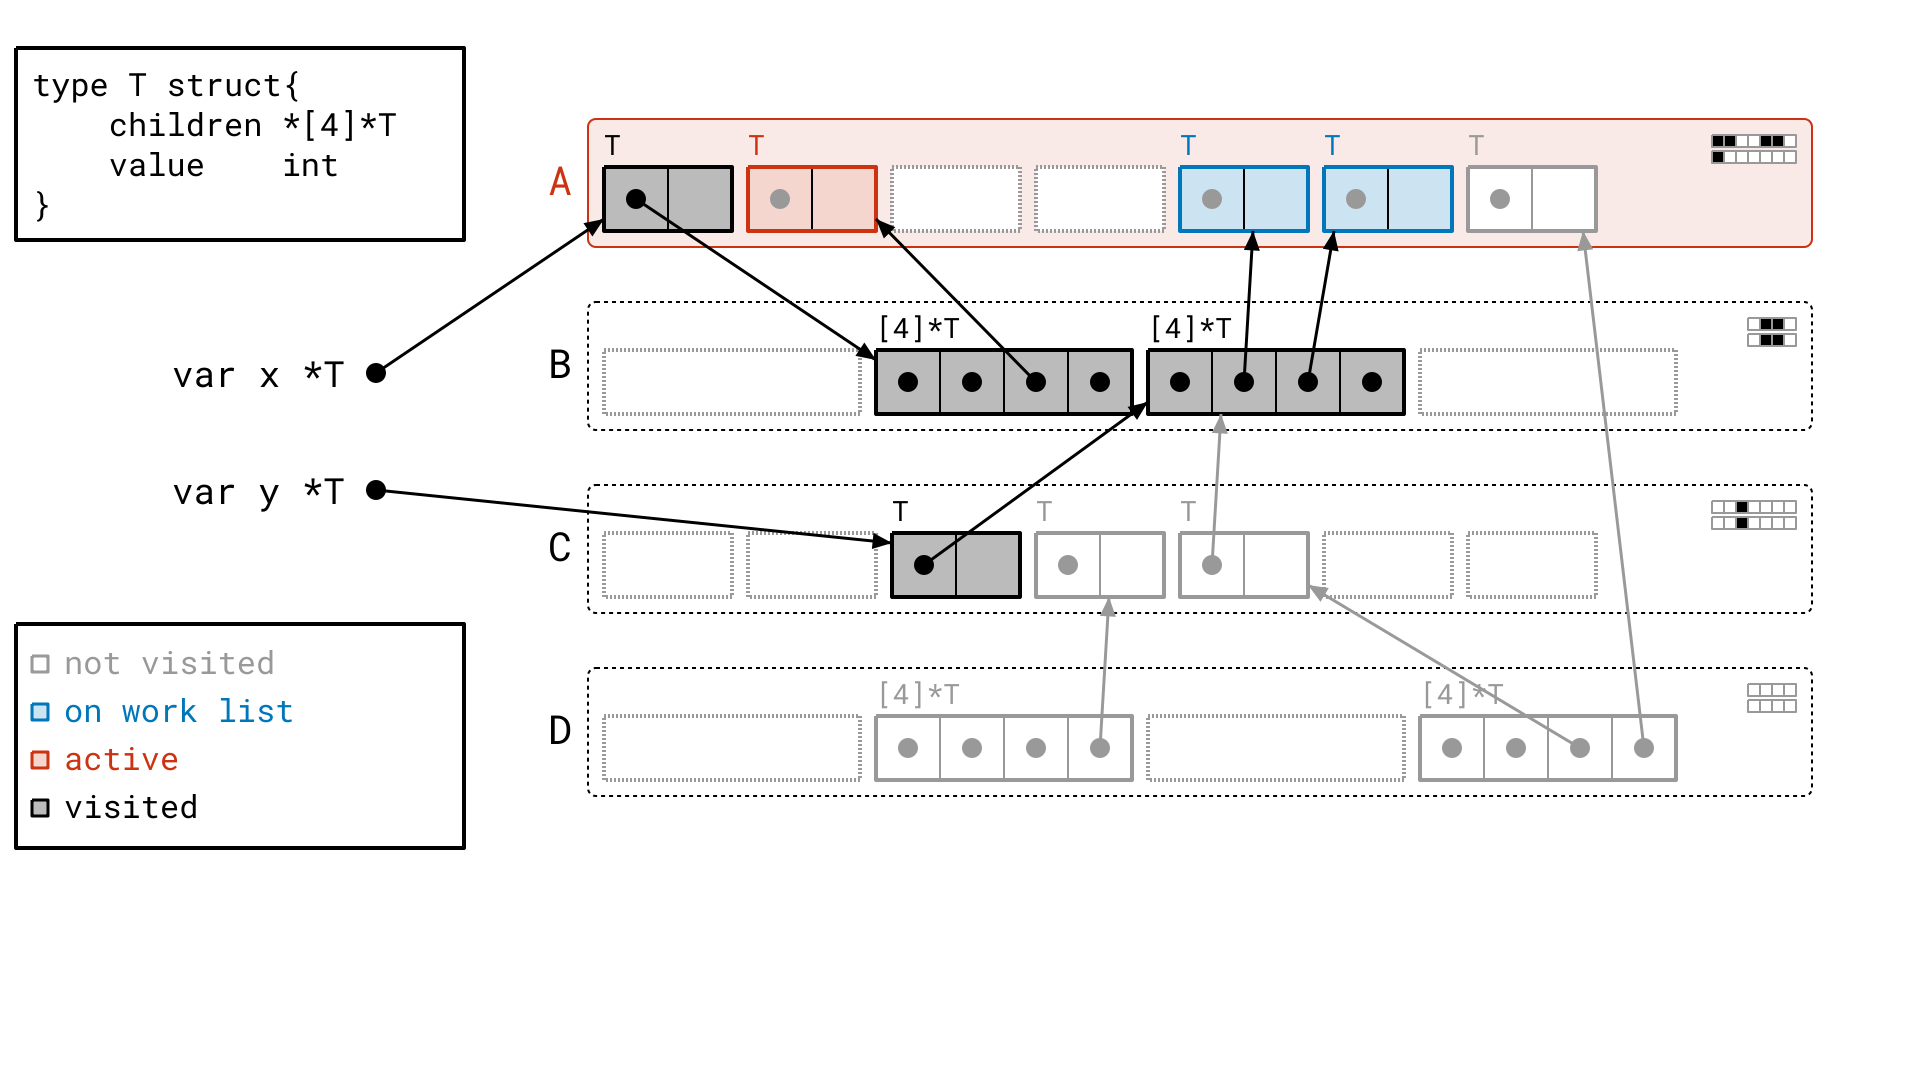 type T struct{
    children *[4]*T
    value    int
}
T T T T T
A
[4]*T [4]*T
B
var x *T
var y *T
T T T
C
[4]*T [4]*T
D
not visited
on work list
active
visited